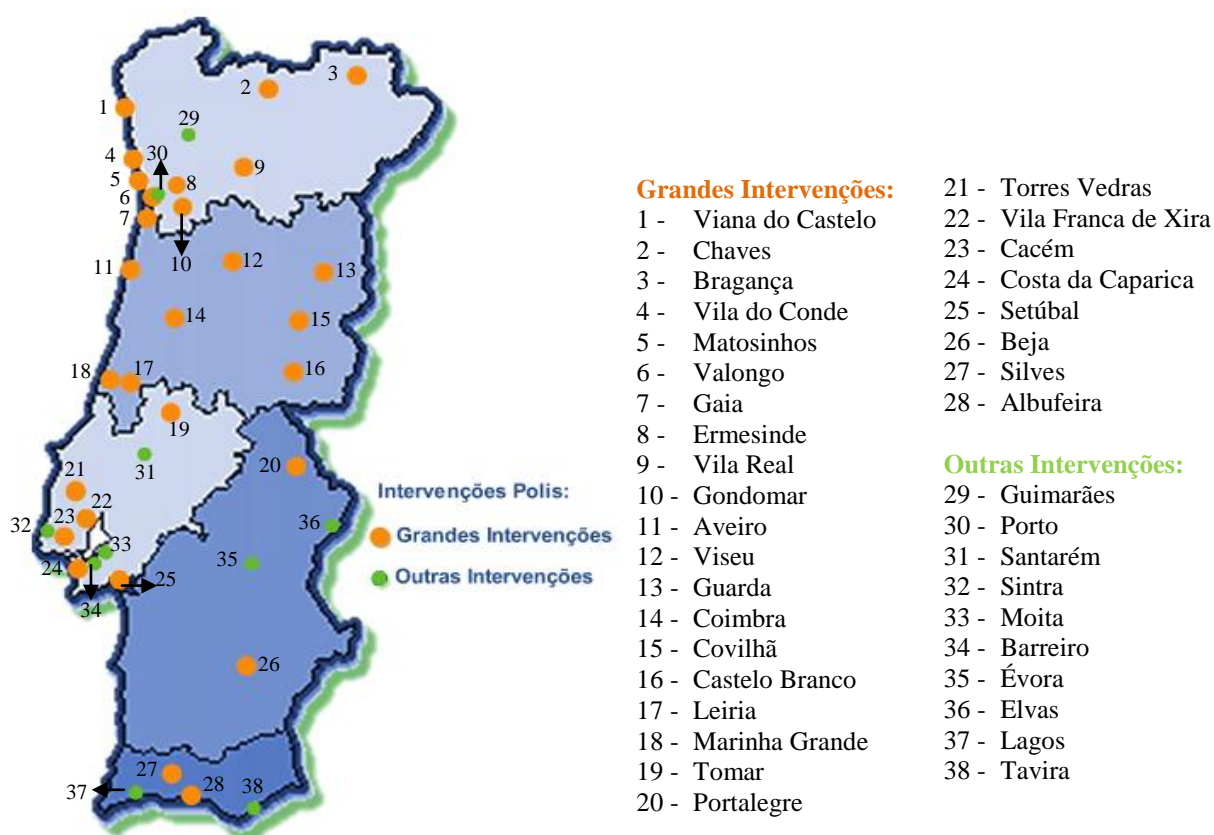 1
2
3
29
4
30
5
9
8
6
7
10
12
11
13
14
15
18
17
16
19
31
20
21
22
32
23
33
36
35
24
25
34
26
27
37
28
38
Intervenções Polis:
Grandes Intervenções
Outras Intervenções
Grandes Intervenções:
1 - Viana do Castelo
2 - Chaves
3 - Bragança
4 - Vila do Conde
5 - Matosinhos
6 - Valongo
7 - Gaia
8 - Ermesinde
9 - Vila Real
10 - Gondomar
11 - Aveiro
12 - Viseu
13 - Guarda
14 - Coimbra
15 - Covilhã
16 - Castelo Branco
17 - Leiria
18 - Marinha Grande
19 - Tomar
20 - Portalegre
21 - Torres Vedras
22 - Vila Franca de Xira
23 - Cacém
24 - Costa da Caparica
25 - Setúbal
26 - Beja
27 - Silves
28 - Albufeira
Outras Intervenções:
29 - Guimarães
30 - Porto
31 - Santarém
32 - Sintra
33 - Moita
34 - Barreiro
35 - Évora
36 - Elvas
37 - Lagos
38 - Tavira